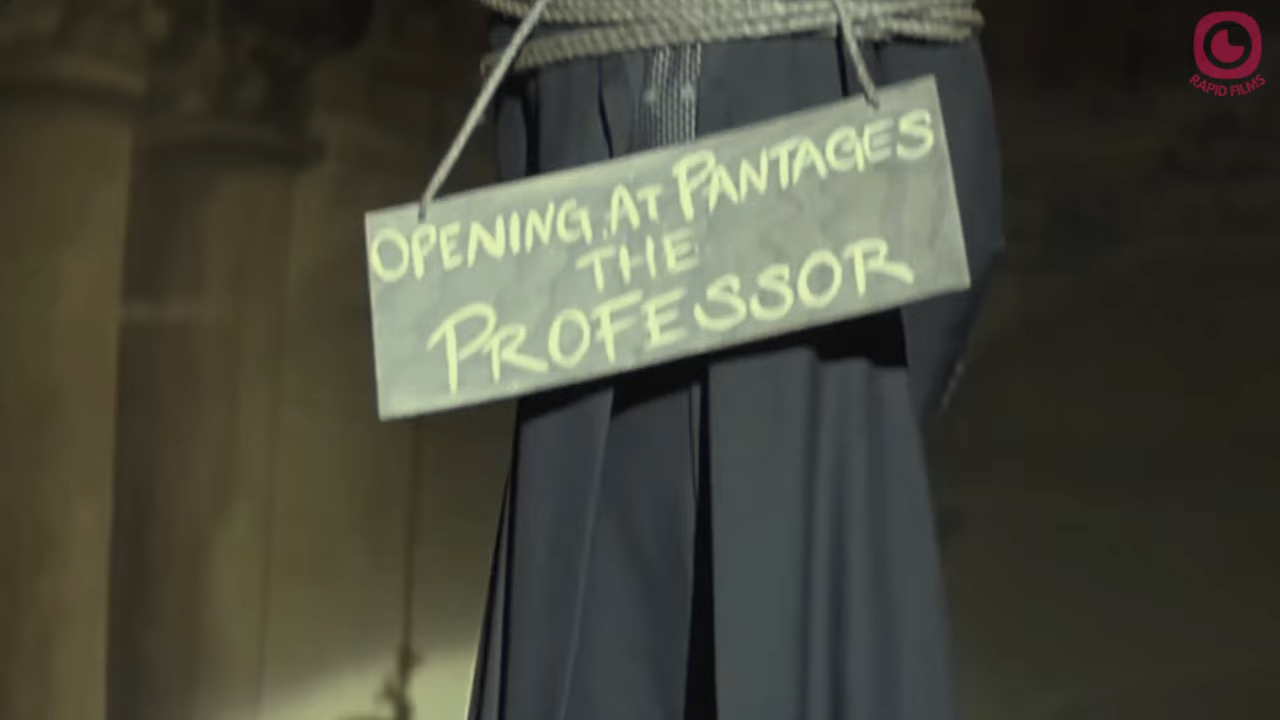 OPENING AT PANTAGES
THE
PROFESSOR
RAPID FILMS